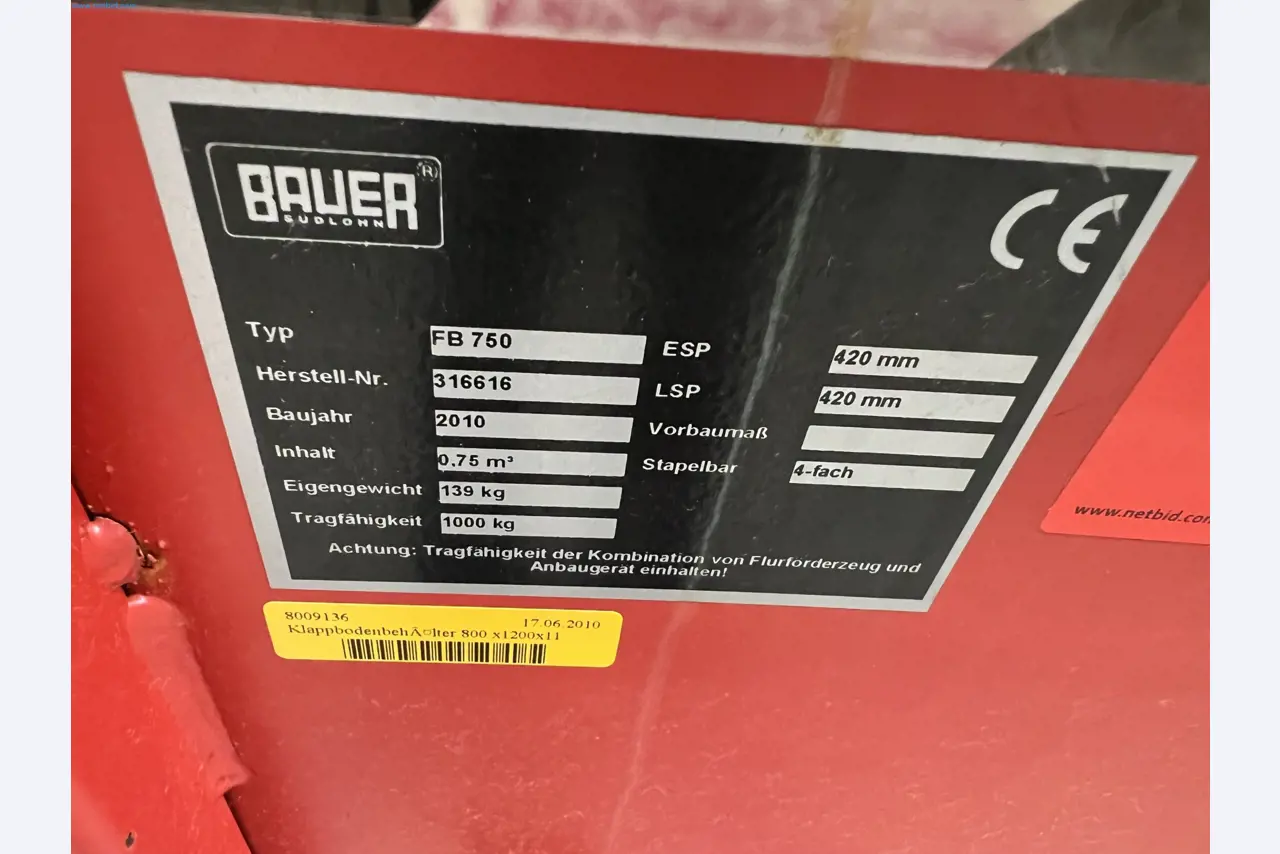 BAUER®
SÜDLOHN
CE
Typ FB 750 ESP 420 mm
Herstell-Nr. 316616 LSP 420 mm
Baujahr 2010 Vorbaumaß
Inhalt 0.75 m³ Stapelbar 4-fach
Eigengewicht 139 kg
Tragfähigkeit 1000 kg
Achtung: Tragfähigkeit der Kombination von Flurförderzeug und
Anbaugerät einhalten!
8009136 17.06.2010
KlappbodenbehÃ¤lter 800 x1200x11
www.netbid.com